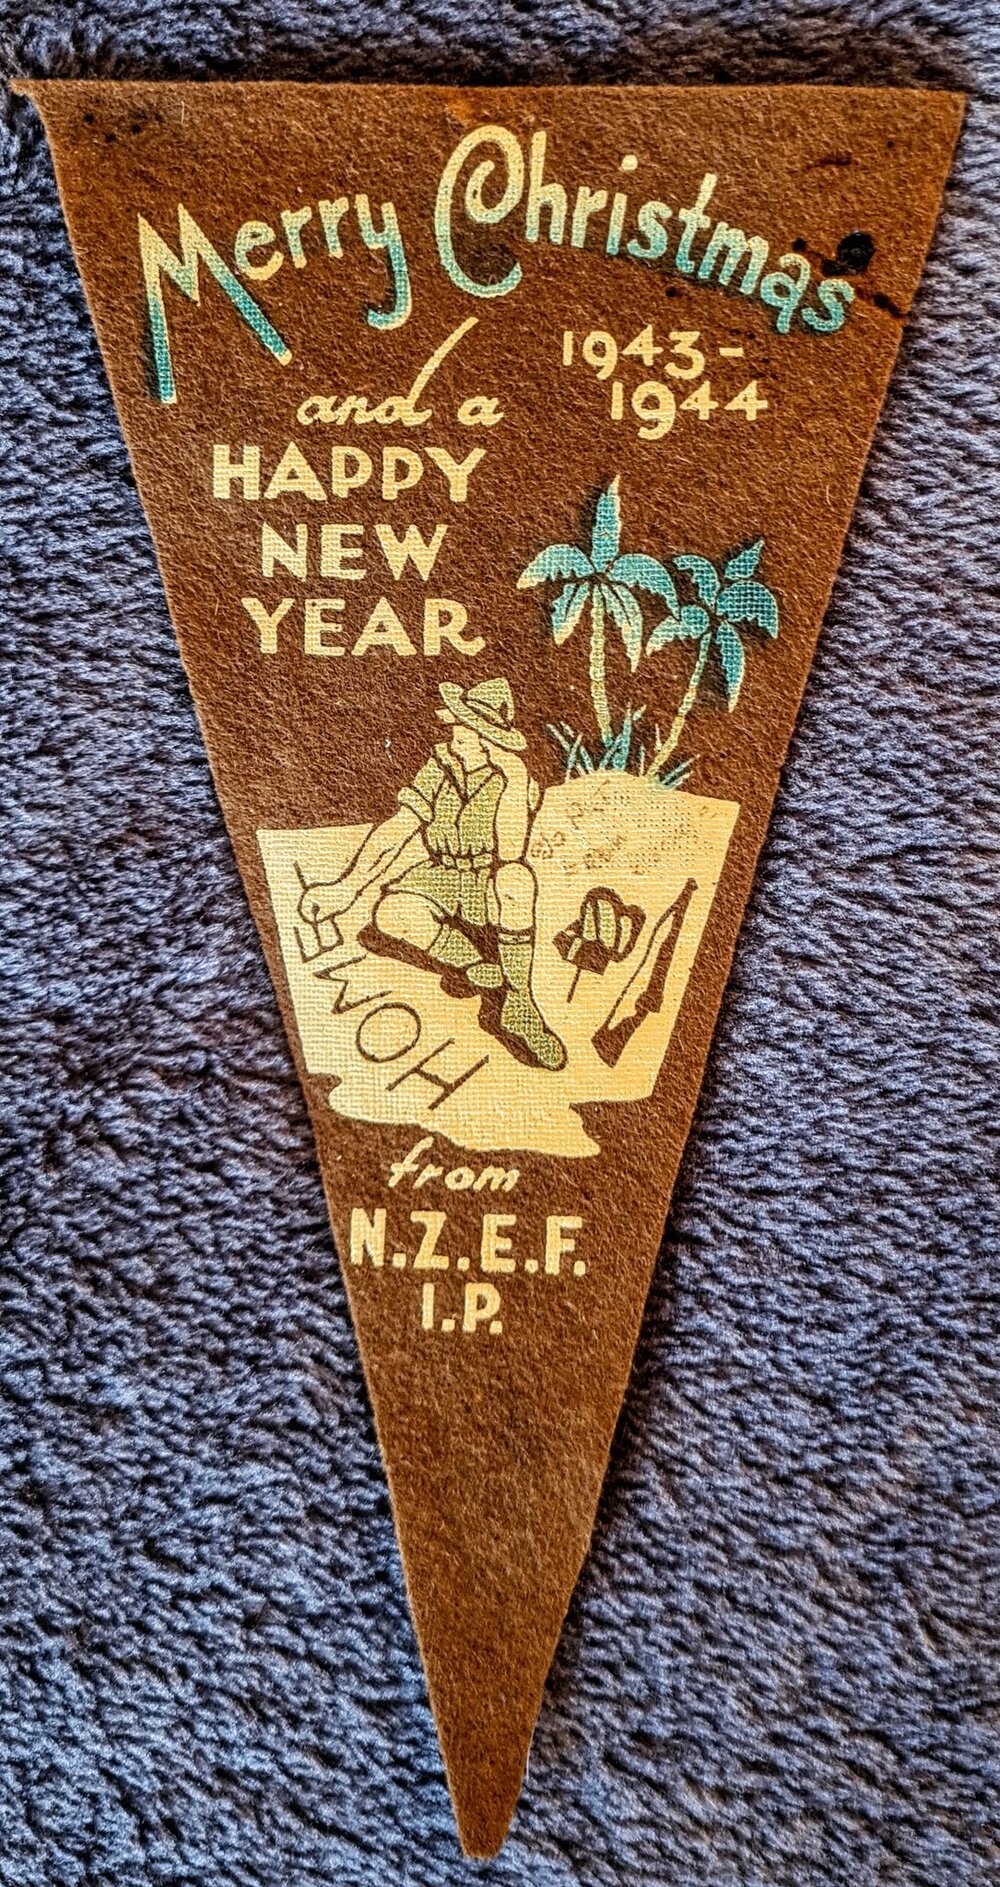 Merry Christmas
1943-
1944
and a
HAPPY
NEW
YEAR
HOME
from
N.Z.E.F.
I.P.